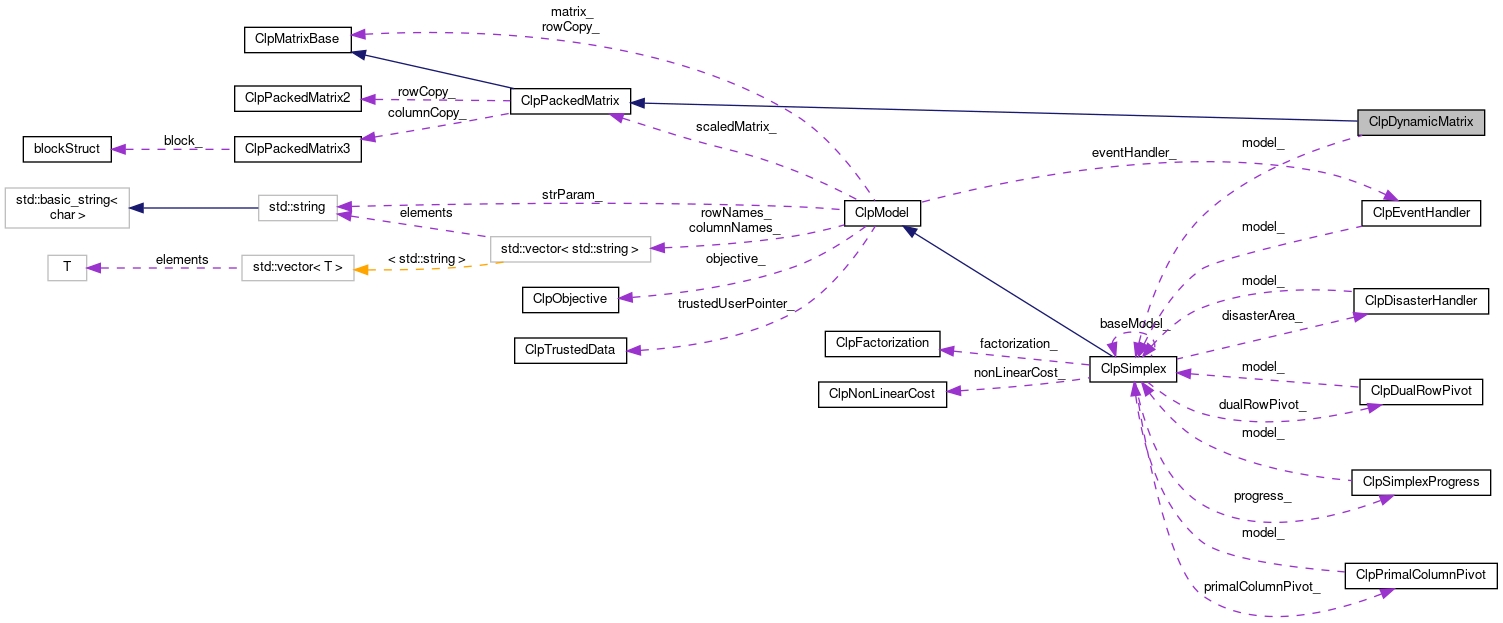 matrix_
rowCopy_
ClpMatrixBase
ClpPackedMatrix2
rowCopy_
ClpPackedMatrix
columnCopy_
ClpDynamicMatrix
scaledMatrix_
model_
blockStruct
block_
ClpPackedMatrix3
eventHandler_
std::basic_string<
char >
std::string
strParam_
elements
rowNames_
columnNames_
ClpModel
ClpEventHandler
model_
std::vector< std::string >
T
elements
std::vector< T >
< std::string >
objective_
ClpObjective
trustedUserPointer_
ClpTrustedData
model_
ClpDisasterHandler
disasterArea_
baseModel_
ClpFactorization
factorization_
ClpSimplex
nonLinearCost_
ClpNonLinearCost
model_
ClpDualRowPivot
dualRowPivot_
model_
ClpSimplexProgress
progress_
model_
ClpPrimalColumnPivot
primalColumnPivot_